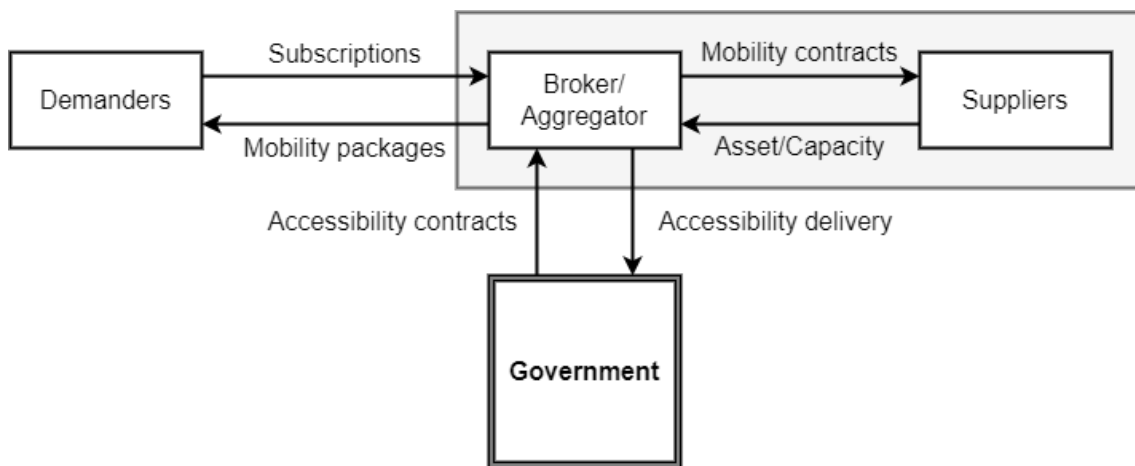 Subscriptions
Mobility contracts
Demanders
Broker/
Aggregator
Suppliers
Mobility packages
Asset/Capacity
Accessibility contracts
Accessibility delivery
Government